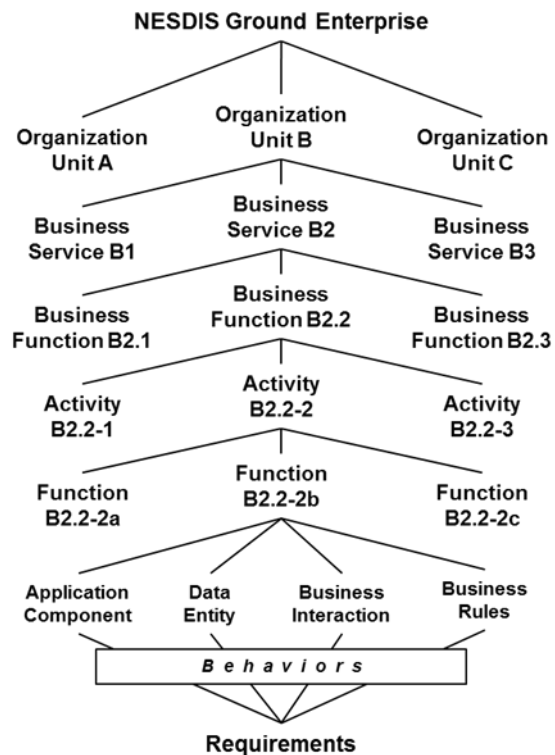 NESDIS Ground Enterprise
Organization
Unit A
Organization
Unit B
Organization
Unit C
Business
Service B1
Business
Service B2
Business
Service B3
Business
Function B2.1
Business
Function B2.2
Business
Function B2.3
Activity
B2.2-1
Activity
B2.2-2
Activity
B2.2-3
Function
B2.2-2a
Function
B2.2-2b
Function
B2.2-2c
Application
Component
Data
Entity
Business
Interaction
Business
Rules
Behaviors
Requirements